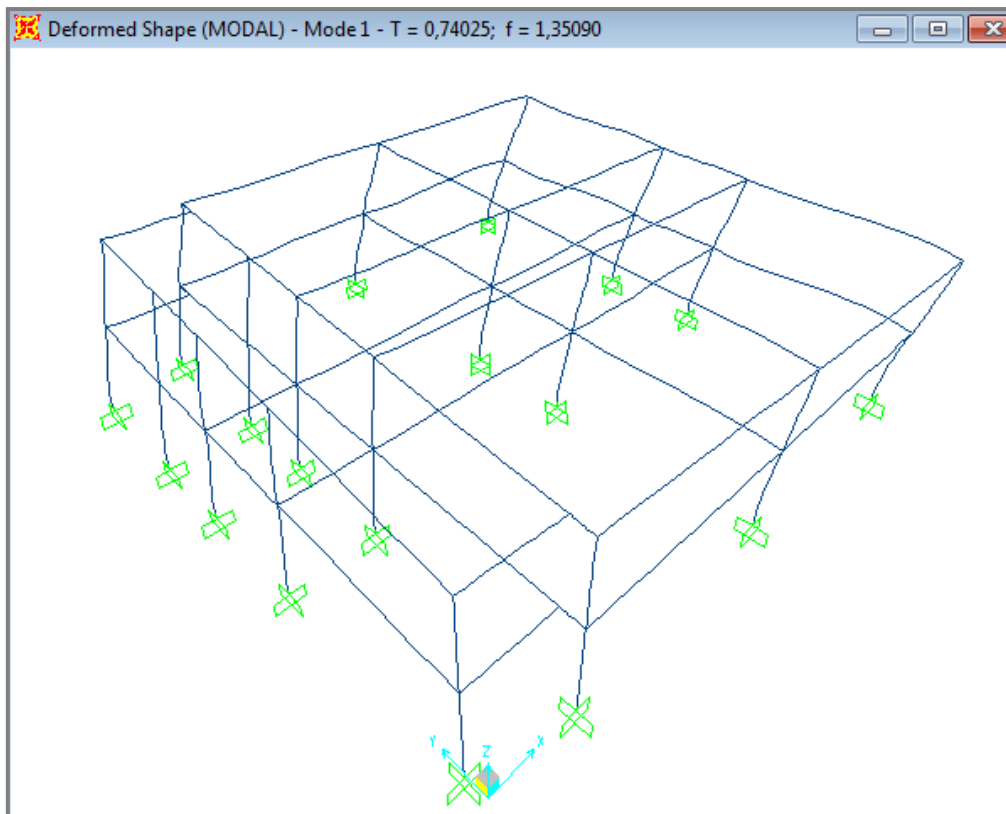 Deformed Shape (MODAL) - Mode 1 - T = 0,74025; f = 1,35090
Y Z X